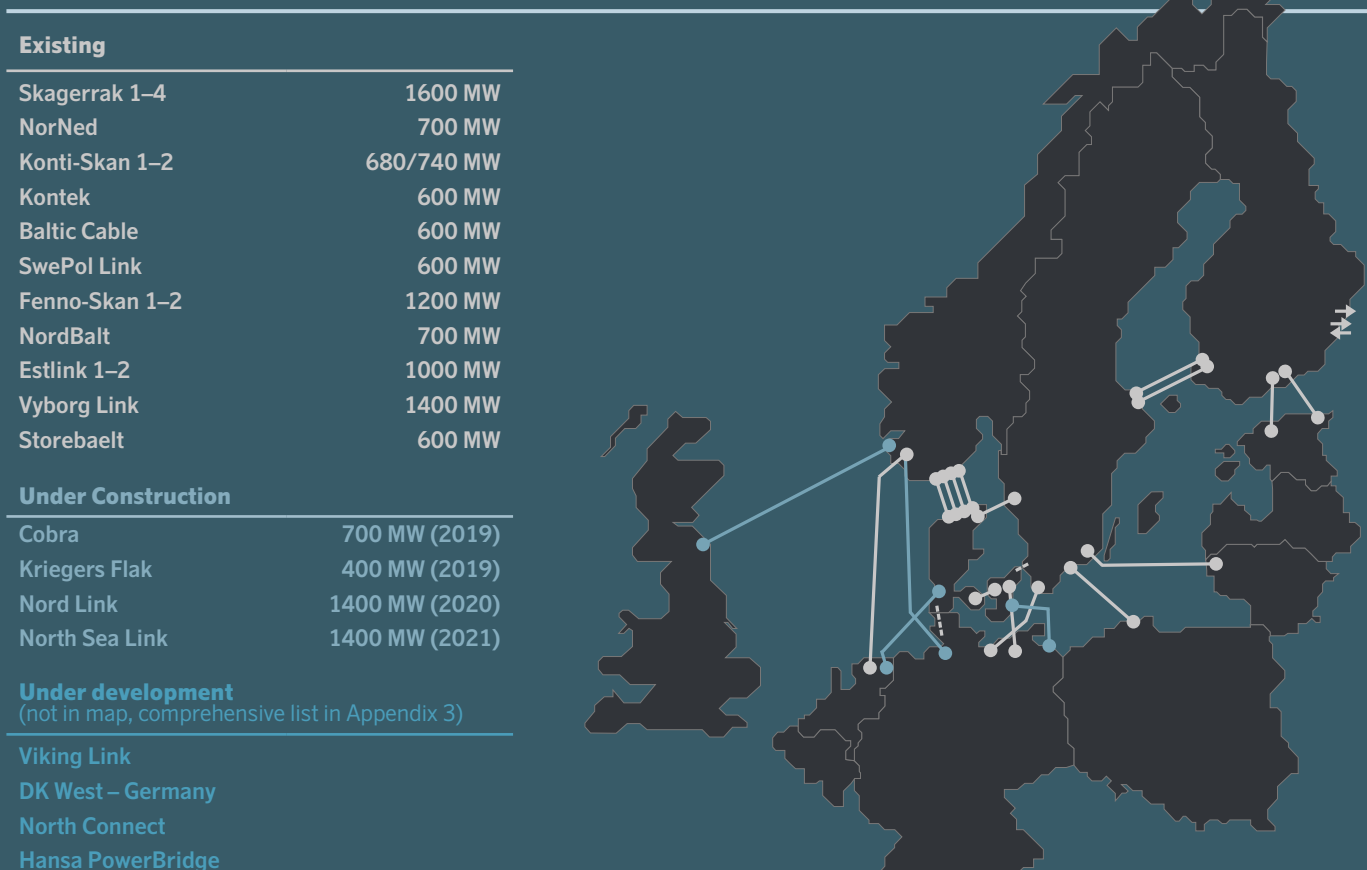 Existing
Skagerrak 1–4 1600 MW
NorNed 700 MW
Konti-Skan 1–2 680/740 MW
Kontek 600 MW
Baltic Cable 600 MW
SwePol Link 600 MW
Fenno-Skan 1–2 1200 MW
NordBalt 700 MW
Estlink 1–2 1000 MW
Vyborg Link 1400 MW
Storebaelt 600 MW
Under Construction
Cobra 700 MW (2019)
Kriegers Flak 400 MW (2019)
Nord Link 1400 MW (2020)
North Sea Link 1400 MW (2021)
Under development
(not in map, comprehensive list in Appendix 3)
Viking Link
DK West – Germany
North Connect
Hansa PowerBridge